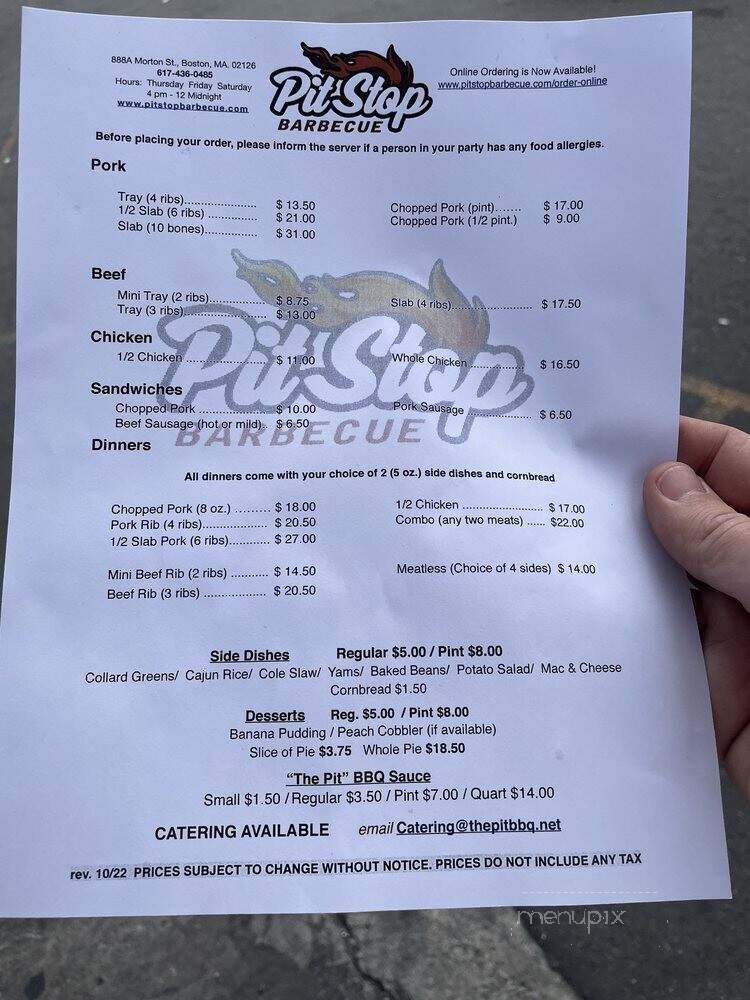 888A Morton St., Boston, MA. 02126
617-436-0485
Hours: Thursday Friday Saturday
4 pm - 12 Midnight
www.pitstopbarbecue.com
Pit Stop
BARBECUE
Online Ordering is Now Available!
www.pitstopbarbecue.com/order-online
Before placing your order, please inform the server if a person in your party has any food allergies.
Pork
Tray (4 ribs)..................... $ 13.50
1/2 Slab (6 ribs) .............. $ 21.00
Slab (10 bones)............... $ 31.00
Chopped Pork (pint)....... $ 17.00
Chopped Pork (1/2 pint.) $ 9.00
Beef
Mini Tray (2 ribs)................ $ 8.75
Tray (3 ribs)........................ $ 13.00
Slab (4 ribs)....................... $ 17.50
Chicken
1/2 Chicken ...................... $ 11.00
Whole Chicken ................ $ 16.50
Sandwiches
Chopped Pork ...................... $ 10.00
Beef Sausage (hot or mild).. $ 6.50
Pork Sausage ................... $ 6.50
Pit Stop
BARBECUE
Dinners
All dinners come with your choice of 2 (5 oz.) side dishes and cornbread
Chopped Pork (8 oz.) ......... $ 18.00
Pork Rib (4 ribs)................... $ 20.50
1/2 Slab Pork (6 ribs)............ $ 27.00
1/2 Chicken ......................... $ 17.00
Combo (any two meats) ...... $22.00
Mini Beef Rib (2 ribs) ........... $ 14.50
Beef Rib (3 ribs) .................. $ 20.50
Meatless (Choice of 4 sides) $ 14.00
Side Dishes Regular $5.00 / Pint $8.00
Collard Greens/ Cajun Rice/ Cole Slaw/ Yams/ Baked Beans/ Potato Salad/ Mac & Cheese
Cornbread $1.50
Desserts Reg. $5.00 / Pint $8.00
Banana Pudding / Peach Cobbler (if available)
Slice of Pie $3.75 Whole Pie $18.50
"The Pit" BBQ Sauce
Small $1.50 / Regular $3.50 / Pint $7.00 / Quart $14.00
CATERING AVAILABLE email Catering@thepitbbq.net
rev. 10/22 PRICES SUBJECT TO CHANGE WITHOUT NOTICE. PRICES DO NOT INCLUDE ANY TAX
menupix